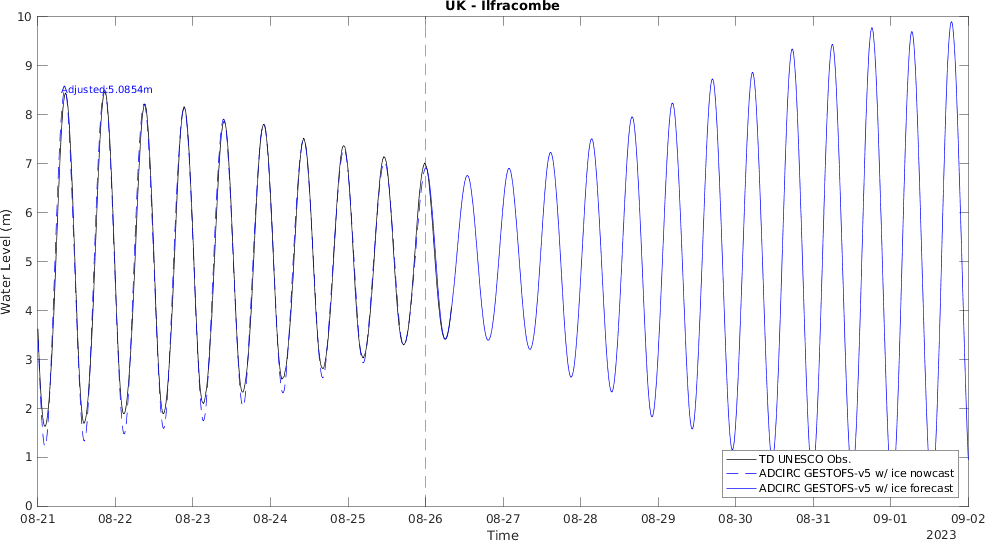 UK - Ilfracombe
10
9
8
7
6
5
4
3
2
1
0
Water Level (m)
Adjusted:5.0854m
TD UNESCO Obs.
ADCIRC GESTOFS-v5 w/ ice nowcast
ADCIRC GESTOFS-v5 w/ ice forecast
08-21 08-22 08-23 08-24 08-25 08-26 08-27 08-28 08-29 08-30 08-31 09-01 09-02
Time
2023